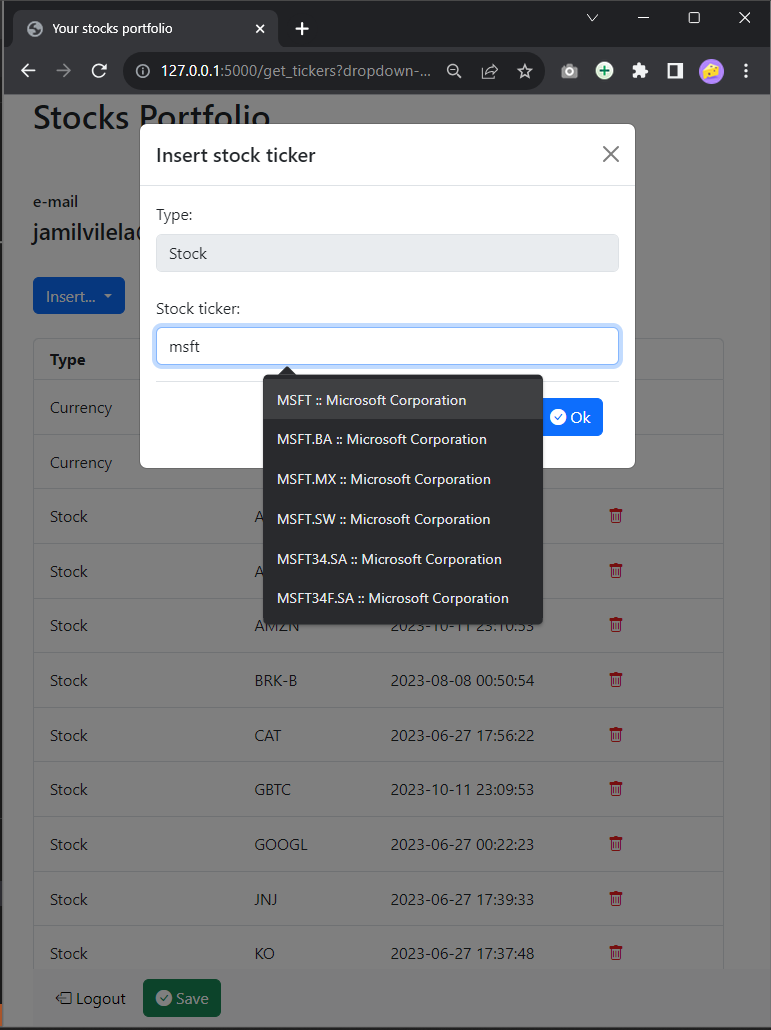 Your stocks portfolio
127.0.0.1:5000/get_tickers?dropdown-...
Stocks Portfolio
Insert stock ticker
e-mail
jamilvilela
Type:
Stock
Insert...
Stock ticker:
msft
Type
MSFT :: Microsoft Corporation
Currency
Ok
MSFT.BA :: Microsoft Corporation
Currency
MSFT.MX :: Microsoft Corporation
Stock
MSFT.SW :: Microsoft Corporation
MSFT34.SA :: Microsoft Corporation
Stock
MSFT34F.SA :: Microsoft Corporation
Stock AMZN 2023-10-11 23:10:53
Stock BRK-B 2023-08-08 00:50:54
Stock CAT 2023-06-27 17:56:22
Stock GBTC 2023-10-11 23:09:53
Stock GOOGL 2023-06-27 00:22:23
Stock JNJ 2023-06-27 17:39:33
Stock KO 2023-06-27 17:37:48
Logout Save